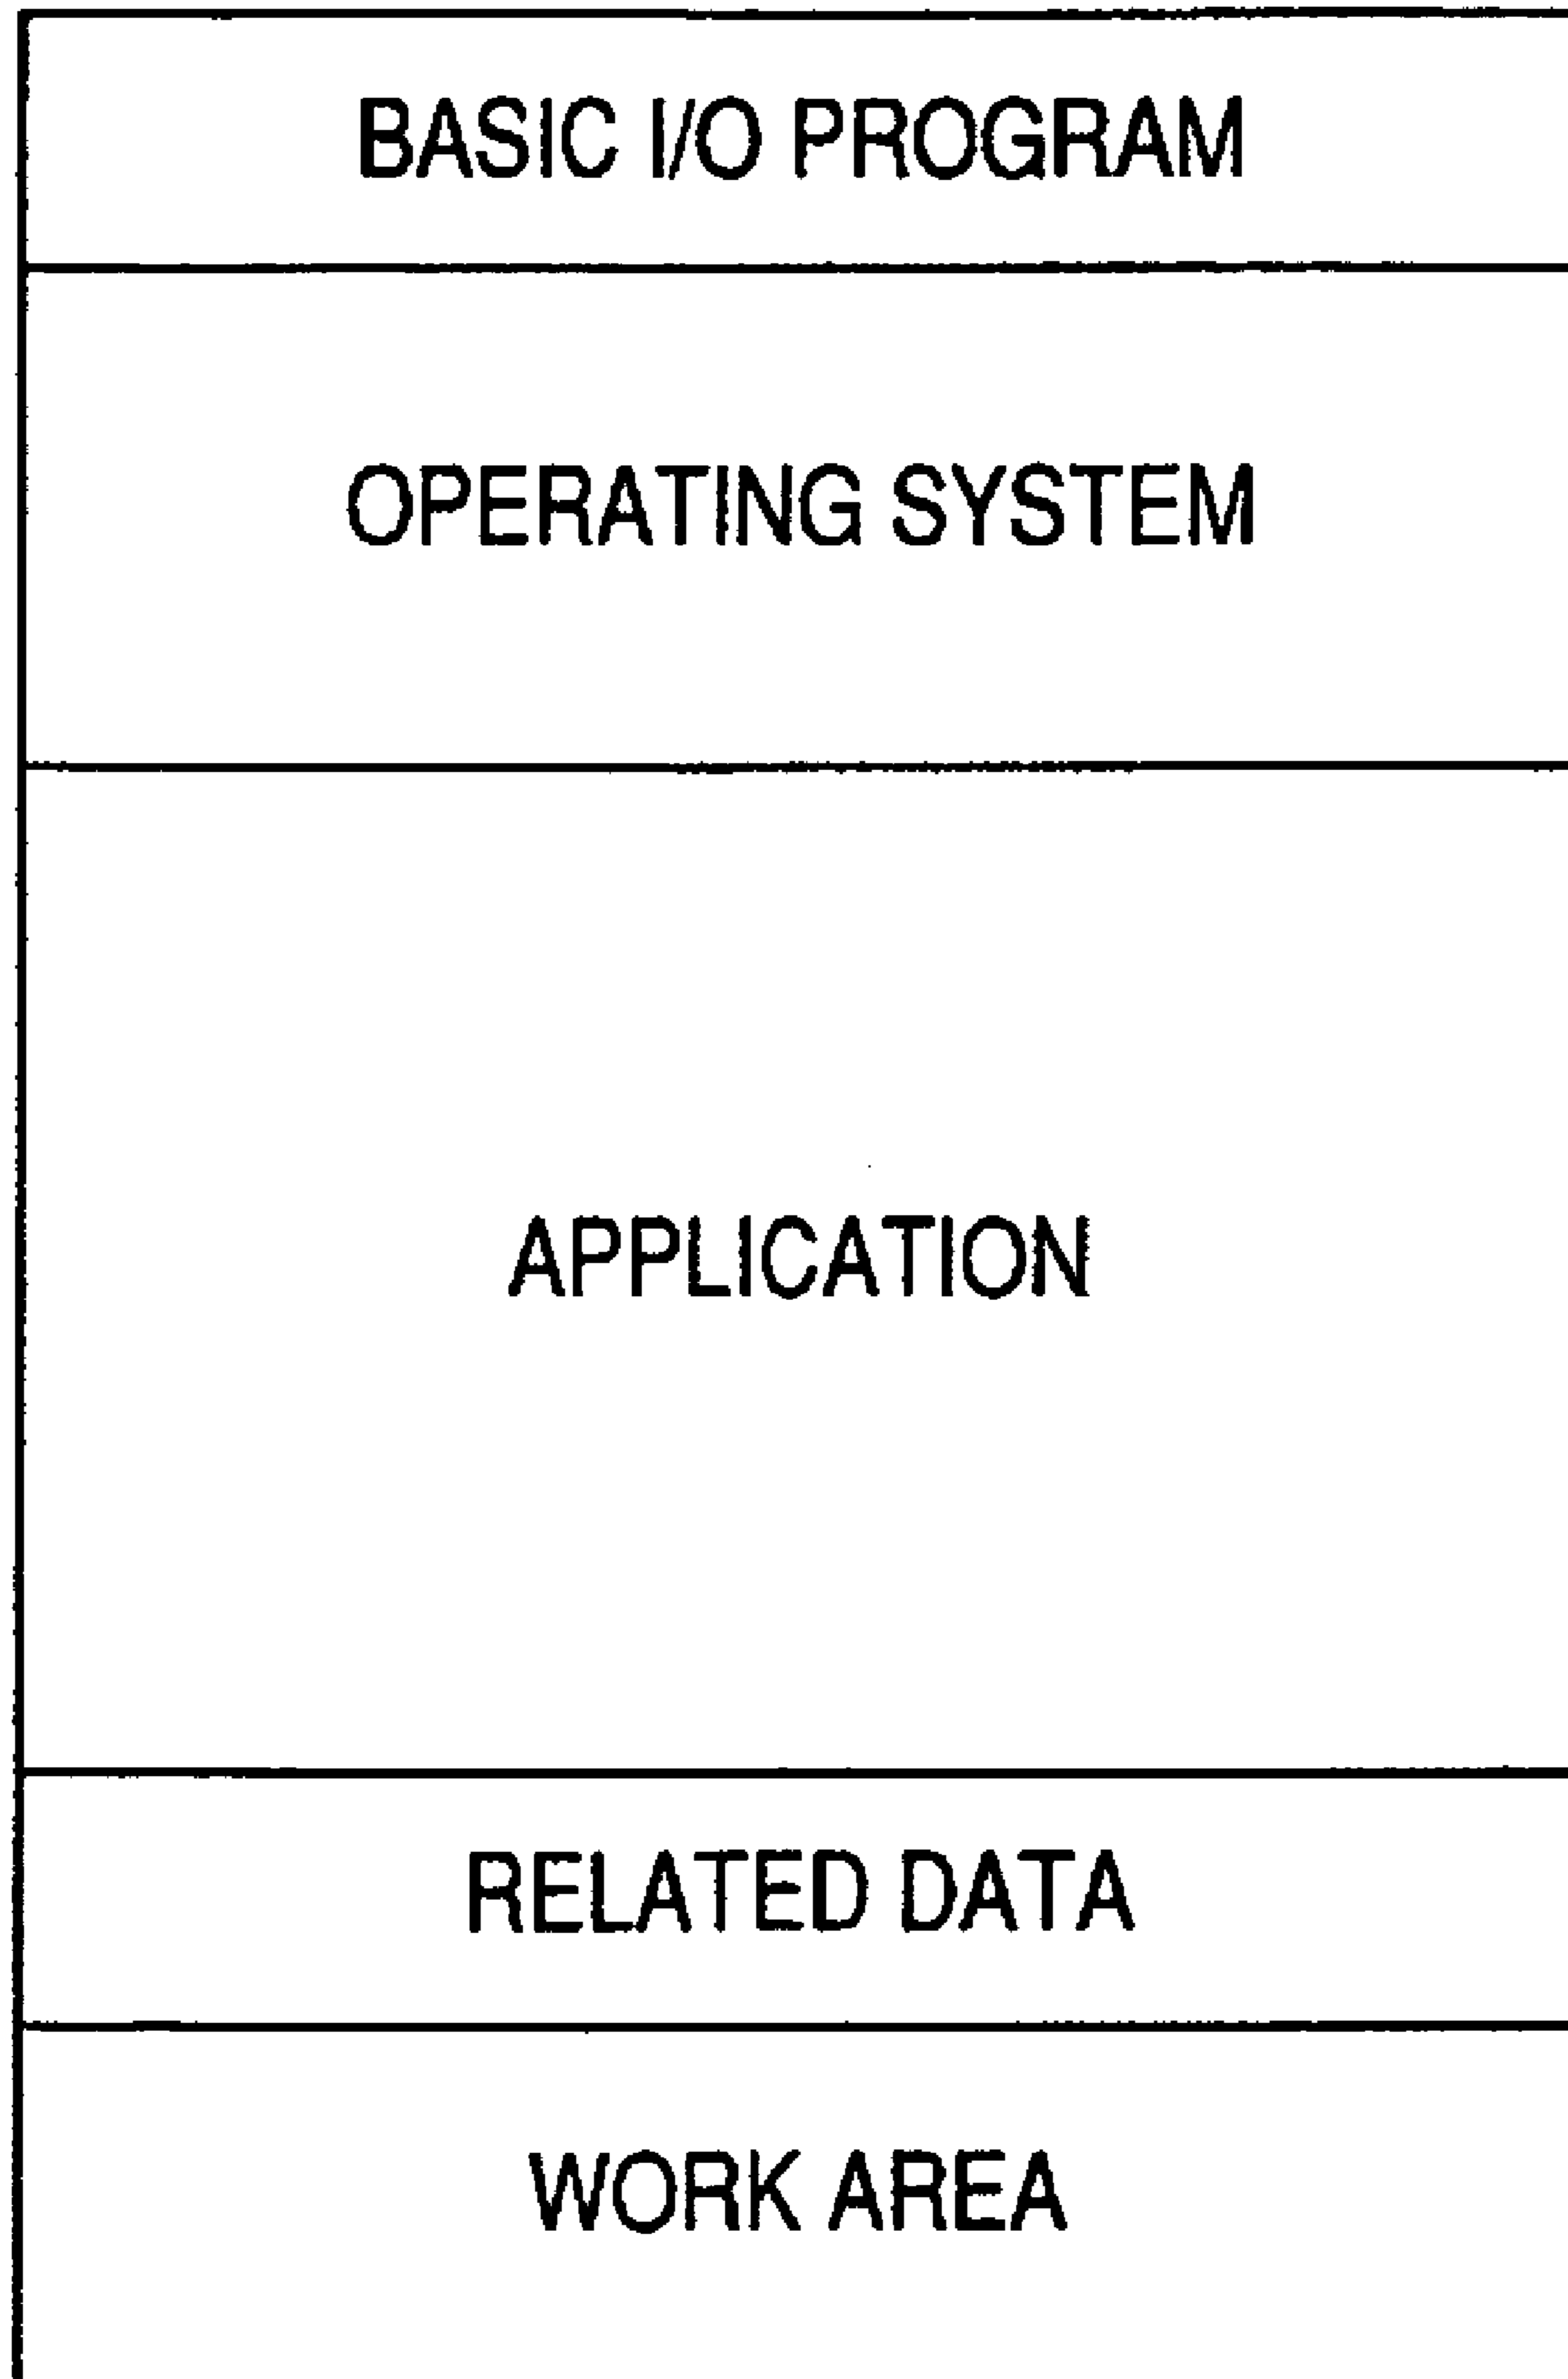 BASIC I/O PROGRAM
OPERATING SYSTEM
APPLICATION
RELATED DATA
WORK AREA